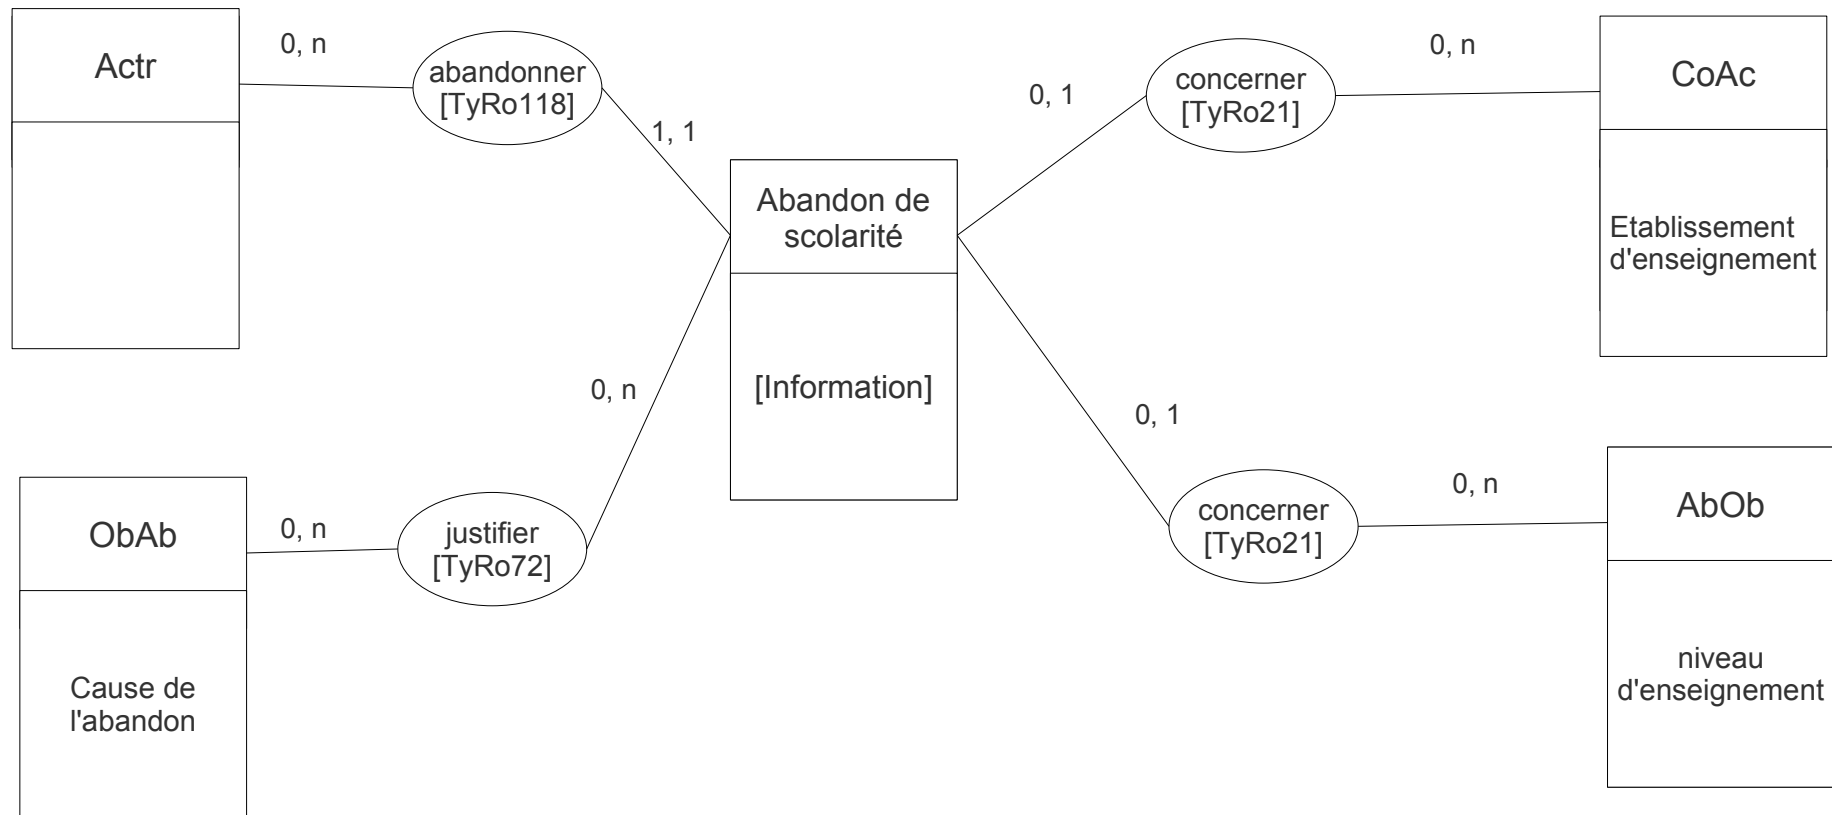 Actr
0, n
abandonner
[TyRo118]
1, 1
0, 1
concerner
[TyRo21]
0, n
CoAc
Etablissement
d'enseignement
Abandon de
scolarité
[Information]
0, n
0, 1
ObAb
0, n
justifier
[TyRo72]
Cause de
l'abandon
concerner
[TyRo21]
0, n
AbOb
niveau
d'enseignement